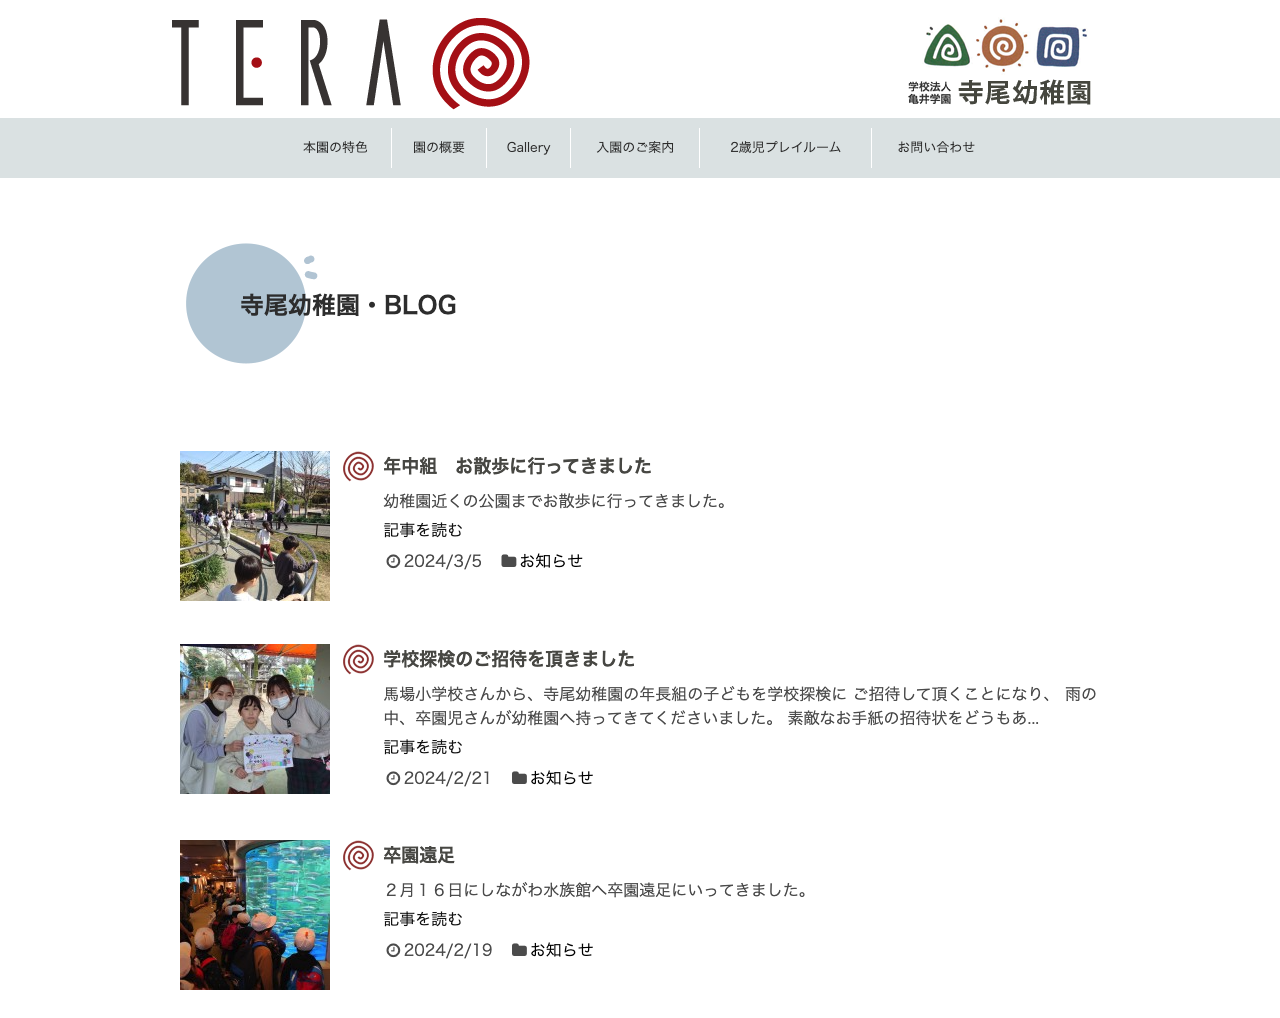 TERA
学校法人
亀井学園
寺尾幼稚園
本園の特色
園の概要
Gallery
入園のご案内
2歳児プレイルーム
お問い合わせ
寺尾幼稚園・BLOG
年中組　お散歩に行ってきました
幼稚園近くの公園までお散歩に行ってきました。
記事を読む
2024/3/5 お知らせ
学校探検のご招待を頂きました
馬場小学校さんから、寺尾幼稚園の年長組の子どもを学校探検に ご招待して頂くことになり、 雨の
中、卒園児さんが幼稚園へ持ってきてくださいました。 素敵なお手紙の招待状をどうもあ...
記事を読む
2024/2/21 お知らせ
卒園遠足
２月１６日にしながわ水族館へ卒園遠足にいってきました。
記事を読む
2024/2/19 お知らせ